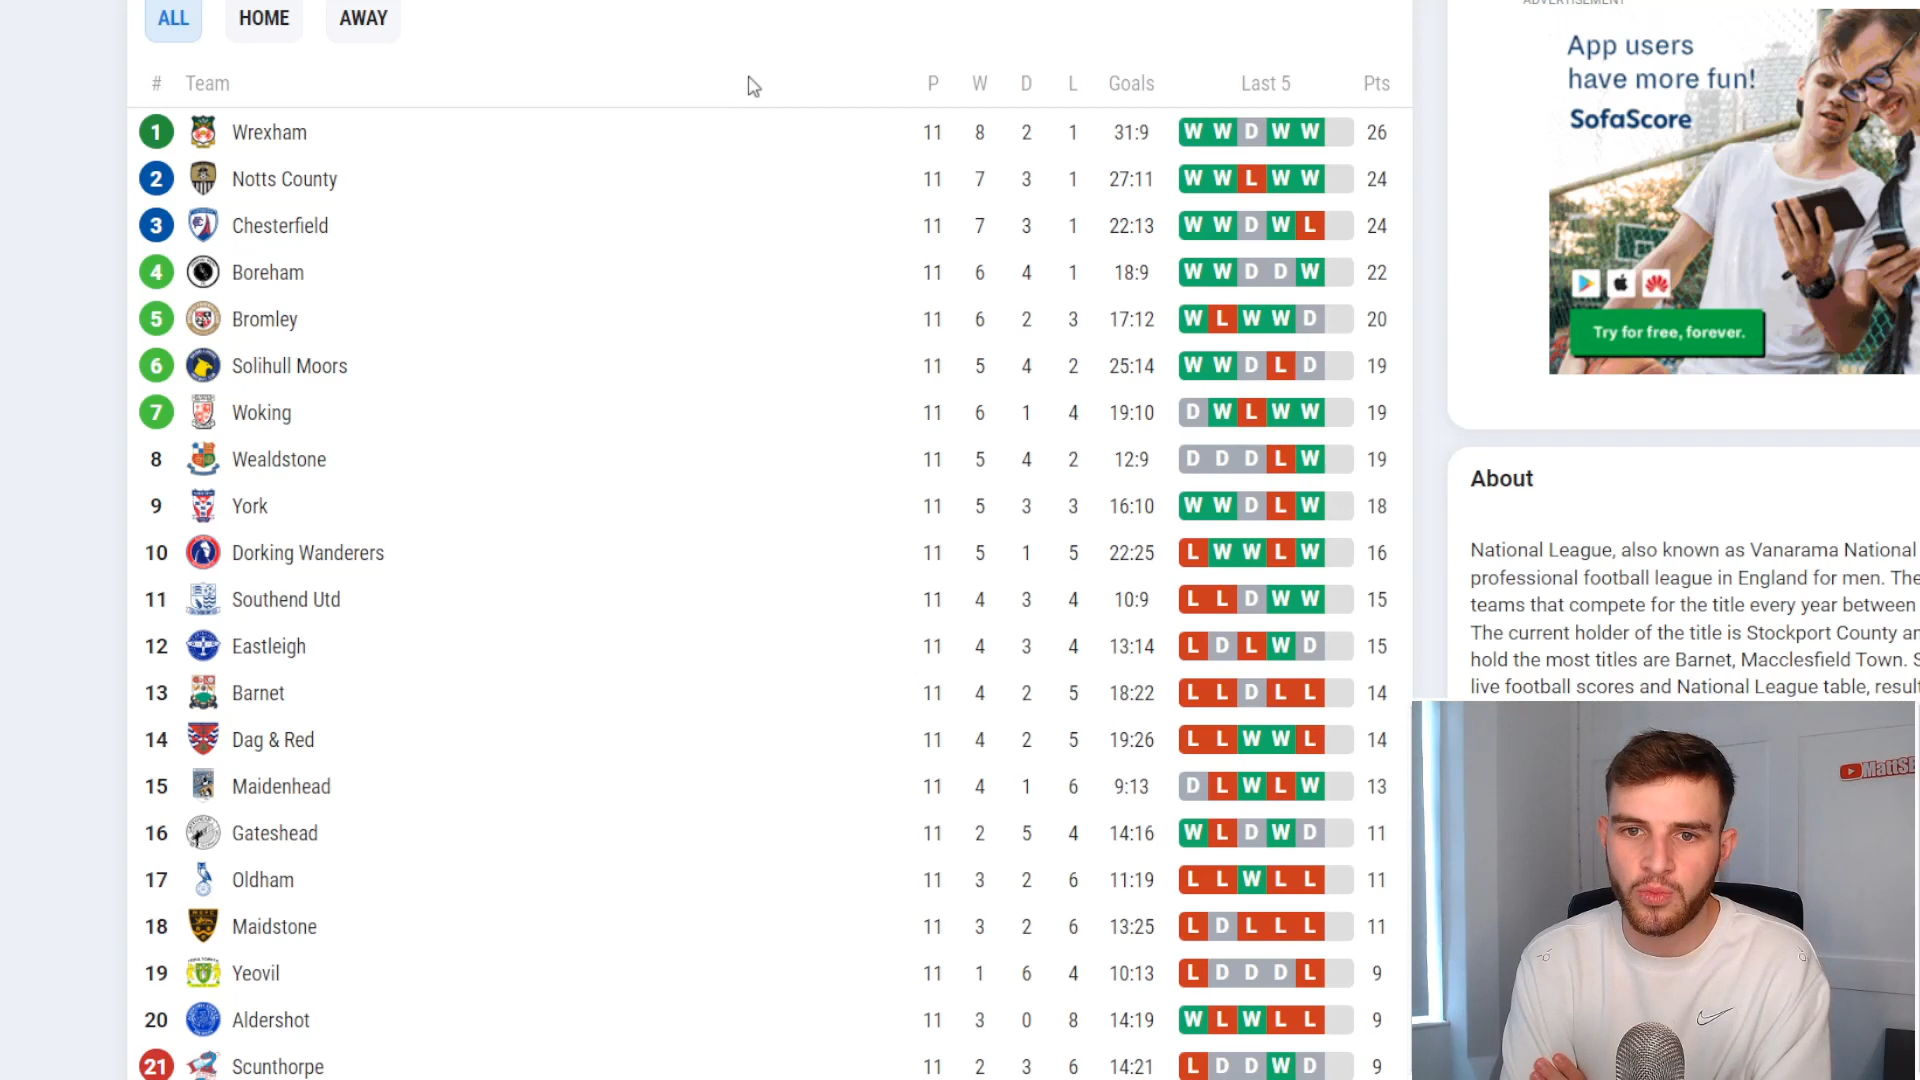 ALL HOME AWAY
# Team P W D L Goals Last 5 Pts
1 Wrexham 11 8 2 1 31:9 W W D W W 26
2 Notts County 11 7 3 1 27:11 W W L W W 24
3 Chesterfield 11 7 3 1 22:13 W W D W L 24
4 Boreham 11 6 4 1 18:9 W W D D W 22
5 Bromley 11 6 2 3 17:12 W L W W D 20
6 Solihull Moors 11 5 4 2 25:14 W W D L D 19
7 Woking 11 6 1 4 19:10 D W L W W 19
8 Wealdstone 11 5 4 2 12:9 D D D L W 19
9 York 11 5 3 3 16:10 W W D L W 18
10 Dorking Wanderers 11 5 1 5 22:25 L W W L W 16
11 Southend Utd 11 4 3 4 10:9 L L D W W 15
12 Eastleigh 11 4 3 4 13:14 L D L W D 15
13 Barnet 11 4 2 5 18:22 L L D L L 14
14 Dag & Red 11 4 2 5 19:26 L L W W L 14
15 Maidenhead 11 4 1 6 9:13 D L W L W 13
16 Gateshead 11 2 5 4 14:16 W L D W D 11
17 Oldham 11 3 2 6 11:19 L L W L L 11
18 Maidstone 11 3 2 6 13:25 L D L L L 11
19 Yeovil 11 1 6 4 10:13 L D D D L 9
20 Aldershot 11 3 0 8 14:19 W L W L L 9
21 Scunthorpe 11 2 3 6 14:21 L D D W D 9
ADVERTISEMENT
App users
have more fun!
SofaScore
Try for free, forever.
About
National League, also known as Vanarama National
professional football league in England for men. The
teams that compete for the title every year between
The current holder of the title is Stockport County an
hold the most titles are Barnet, Macclesfield Town. S
live football scores and National League table, result
MattSE